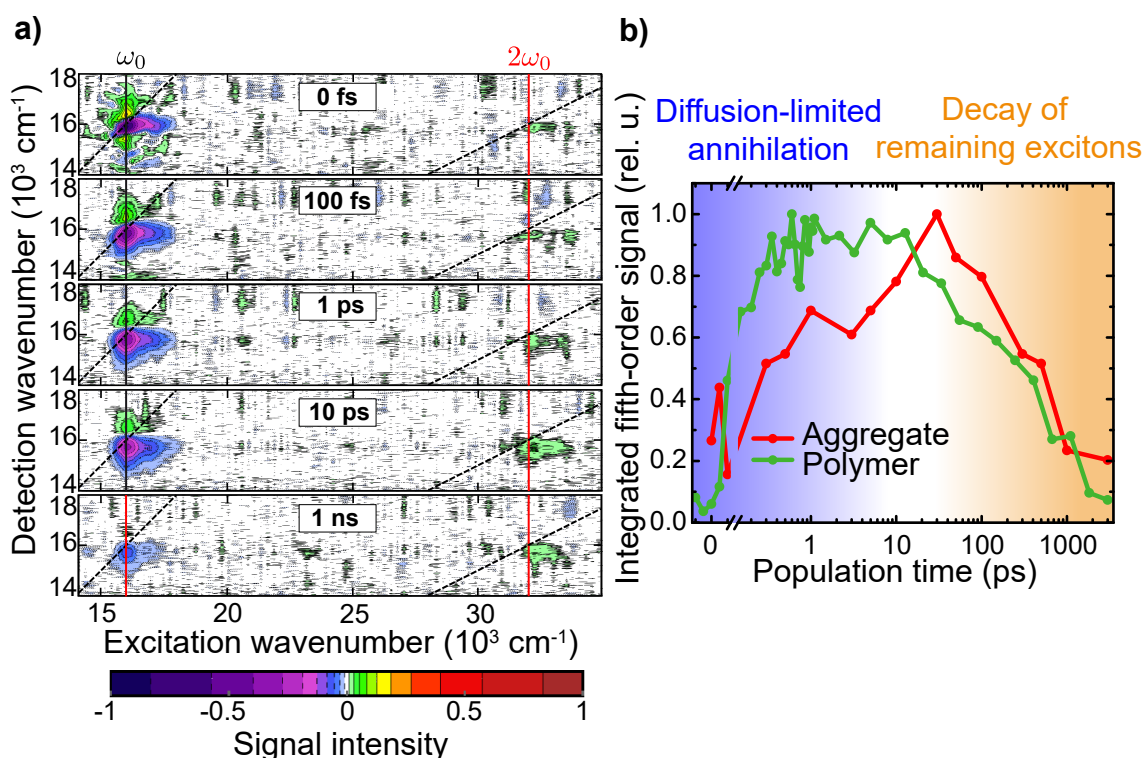 a)
ω₀
2ω₀
Detection wavenumber (10³ cm⁻¹)
18
16
14
0 fs
18
16
14
100 fs
18
16
14
1 ps
18
16
14
10 ps
18
16
14
1 ns
15
20
25
30
Excitation wavenumber (10³ cm⁻¹)
-1
-0.5
0
0.5
1
Signal intensity
b)
Diffusion-limited
annihilation
Decay of
remaining excitons
Integrated fifth-order signal (rel. u.)
1.0
0.8
0.6
0.4
0.2
0.0
Aggregate
Polymer
0
1
10
100
1000
Population time (ps)